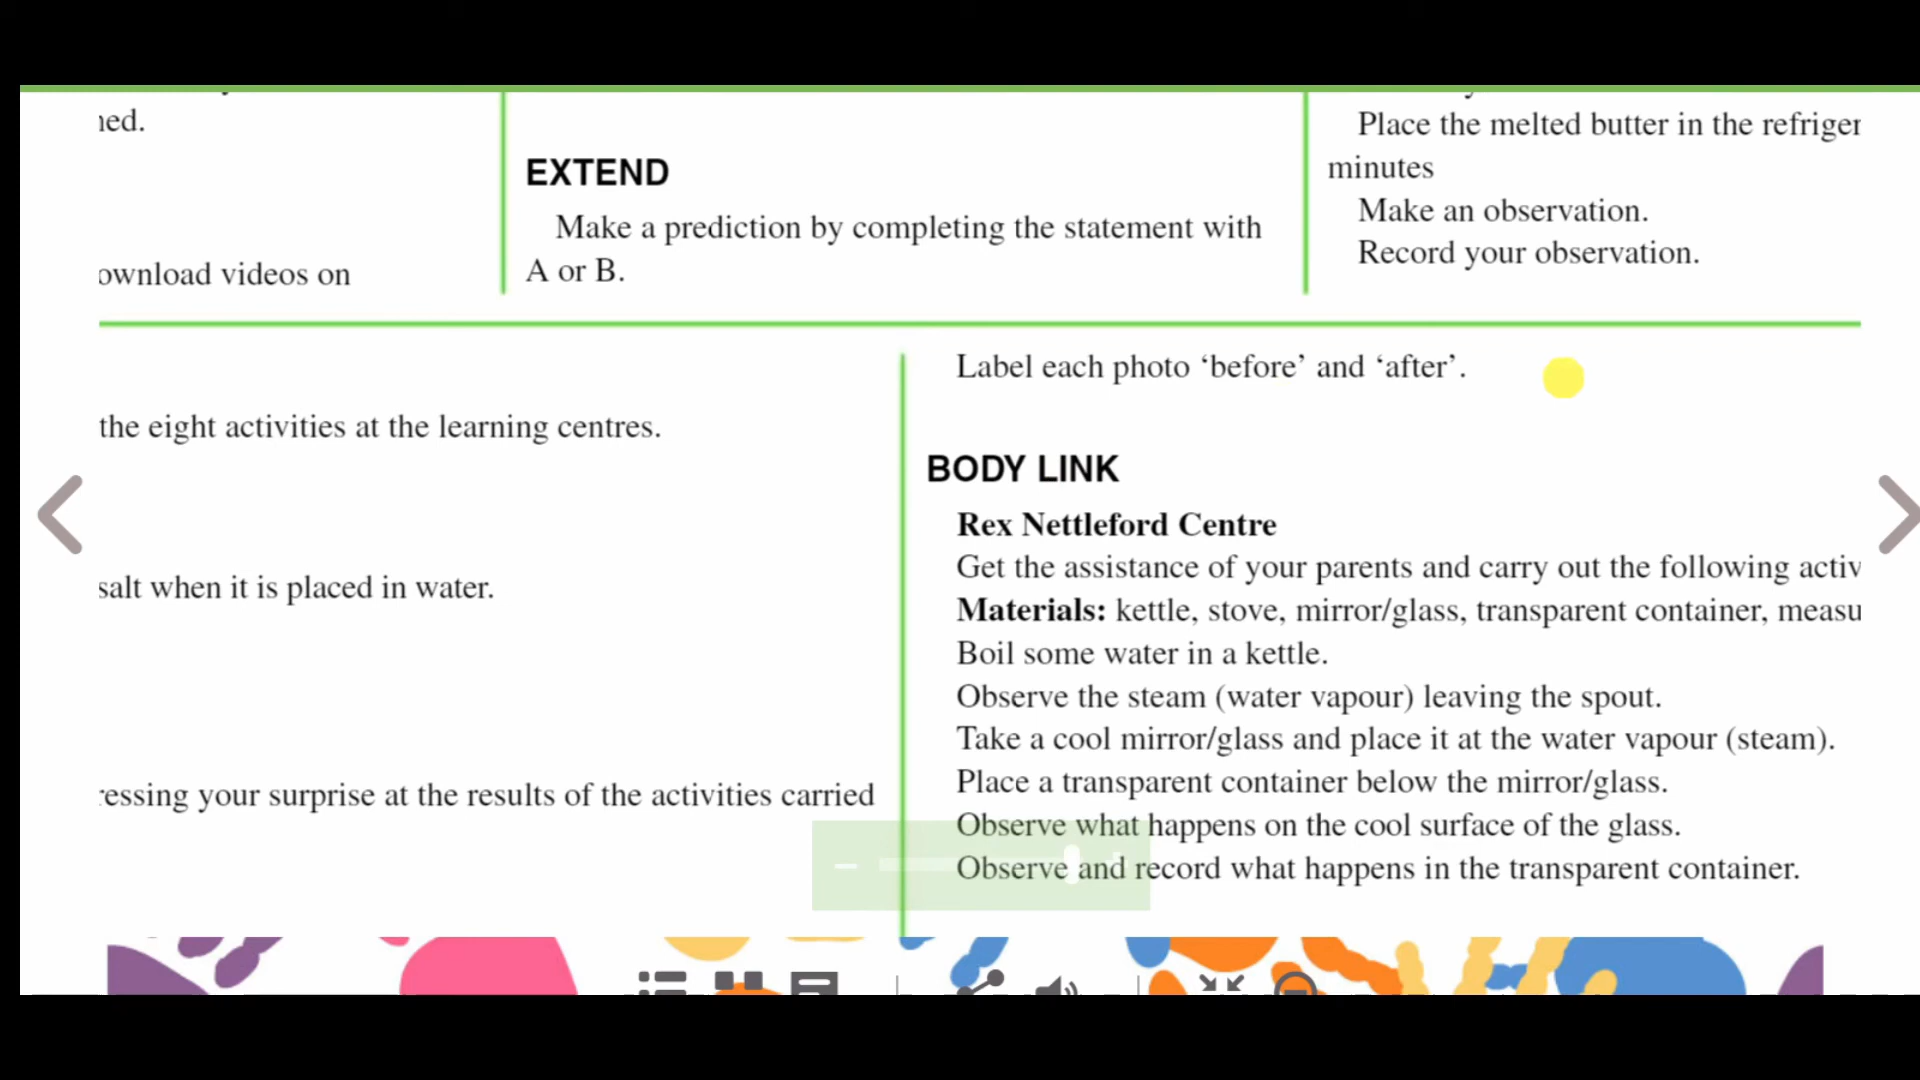 ned.
ownload videos on
EXTEND
Make a prediction by completing the statement with
A or B.
Place the melted butter in the refriger
minutes
Make an observation.
Record your observation.
the eight activities at the learning centres.
salt when it is placed in water.
ressing your surprise at the results of the activities carried
Label each photo ‘before’ and ‘after’.
BODY LINK
Rex Nettleford Centre
Get the assistance of your parents and carry out the following activ
Materials: kettle, stove, mirror/glass, transparent container, measu
Boil some water in a kettle.
Observe the steam (water vapour) leaving the spout.
Take a cool mirror/glass and place it at the water vapour (steam).
Place a transparent container below the mirror/glass.
Observe what happens on the cool surface of the glass.
Observe and record what happens in the transparent container.